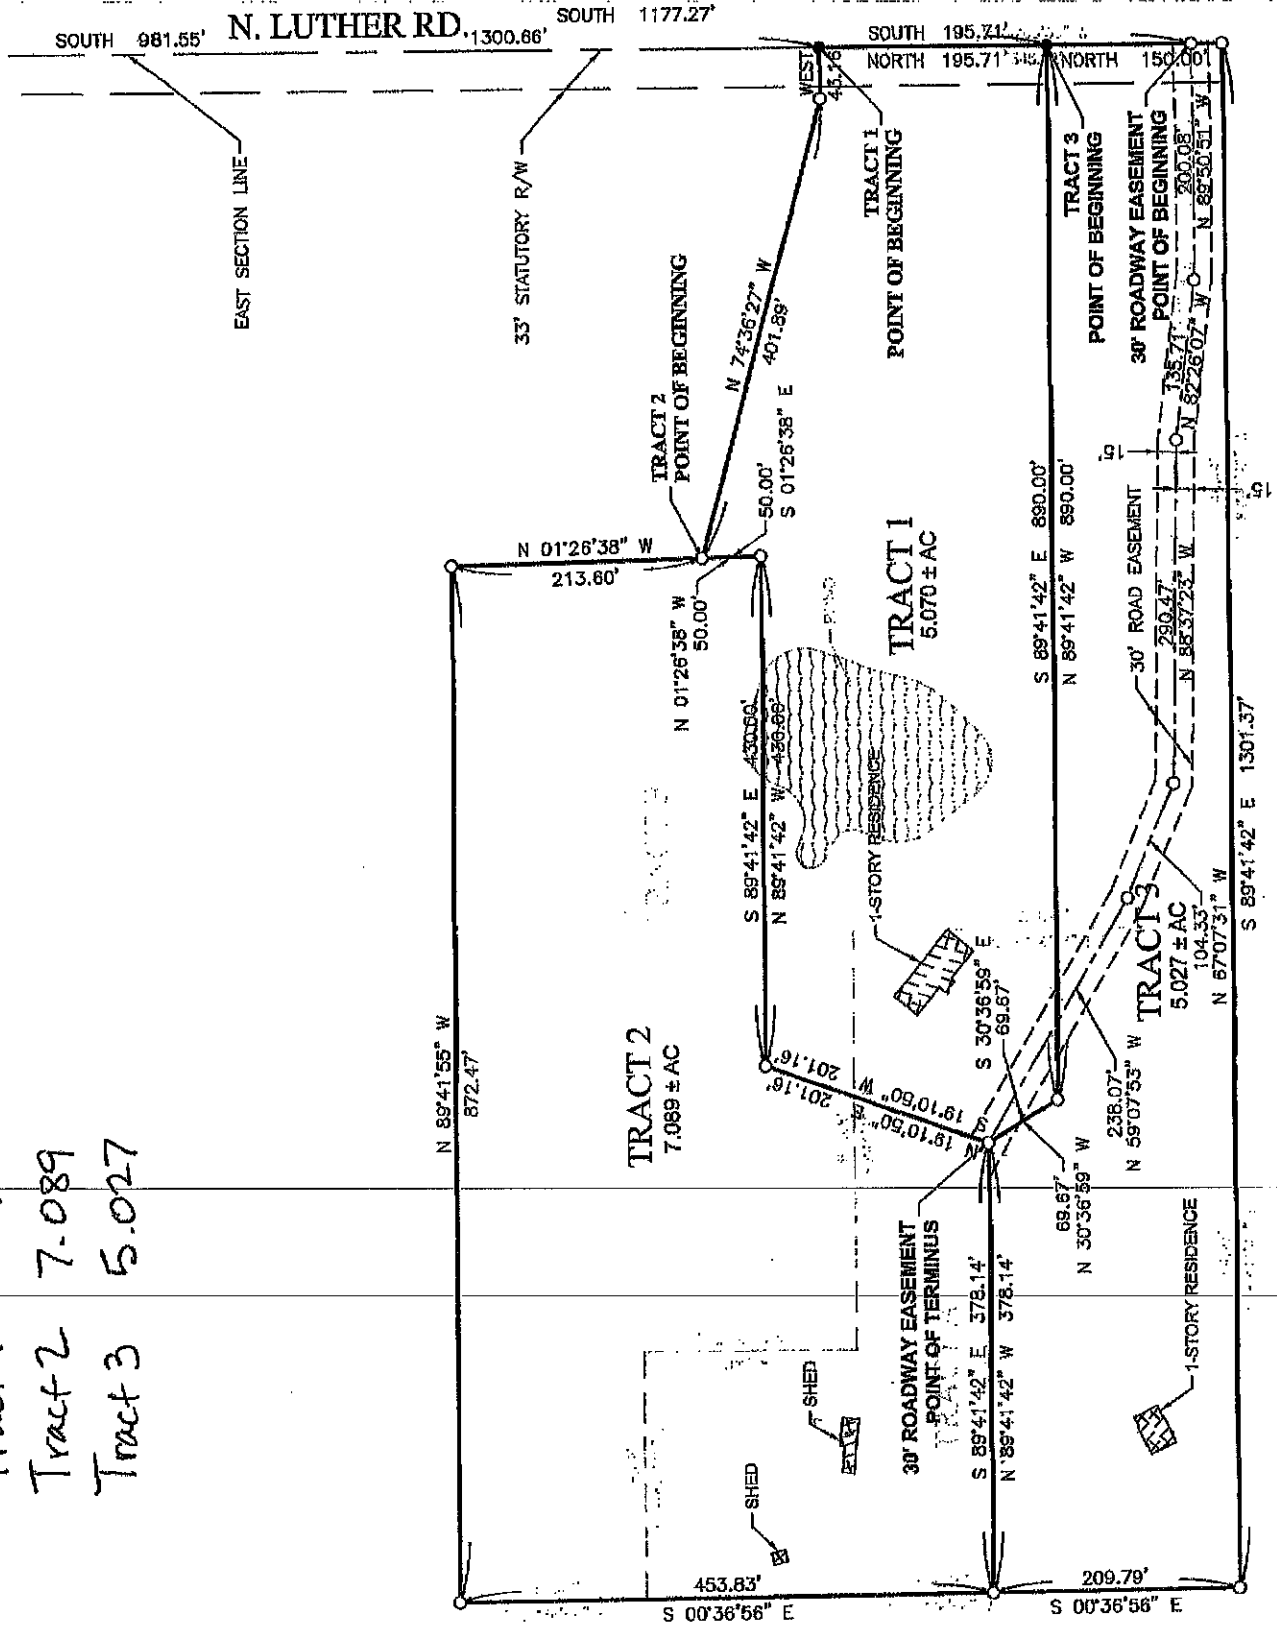 SOUTH 981.55'
N. LUTHER RD.
1300.66'
SOUTH 1177.27'
SOUTH 195.71'
NORTH 195.71'
NORTH 150.00'
WEST
43.16'
EAST SECTION LINE
33' STATUTORY R/W
TRACT 1
POINT OF BEGINNING
TRACT 3
POINT OF BEGINNING
30' ROADWAY EASEMENT
POINT OF BEGINNING
200.08'
N 89°50'51" W
N 74°36'27" W
401.89'
TRACT 2
POINT OF BEGINNING
135.71'
N 82°26'07" W
15'
15'
50.00'
S 01°26'38" E
N 01°26'38" W
213.60'
N 01°26'38" W
50.00'
TRACT 1
5.070 ± AC
POND
S 89°41'42" E 890.00'
N 89°41'42" W 890.00'
30' ROAD EASEMENT
290.47'
N 88°37'23" W
S 89°41'42" E 430.00'
N 89°41'42" W 430.00'
1-STORY RESIDENCE
TRACT 3
5.027 ± AC
104.33'
N 67°07'31" W
S 89°41'42" E 1301.37'
N 89°41'55" W
872.47'
TRACT 2
7.089 ± AC
201.16'
201.16'
S 19°10'50" W
N 19°10'50" E
S 30°36'59" E
69.67'
238.07'
N 59°07'53" W
69.67'
N 30°36'59" W
30' ROADWAY EASEMENT
POINT OF TERMINUS
S 89°41'42" E 378.14'
N 89°41'42" W 378.14'
1-STORY RESIDENCE
SHED
SHED
453.83'
S 00°36'56" E
209.79'
S 00°36'56" E
Tract 2 7.089
Tract 3 5.027